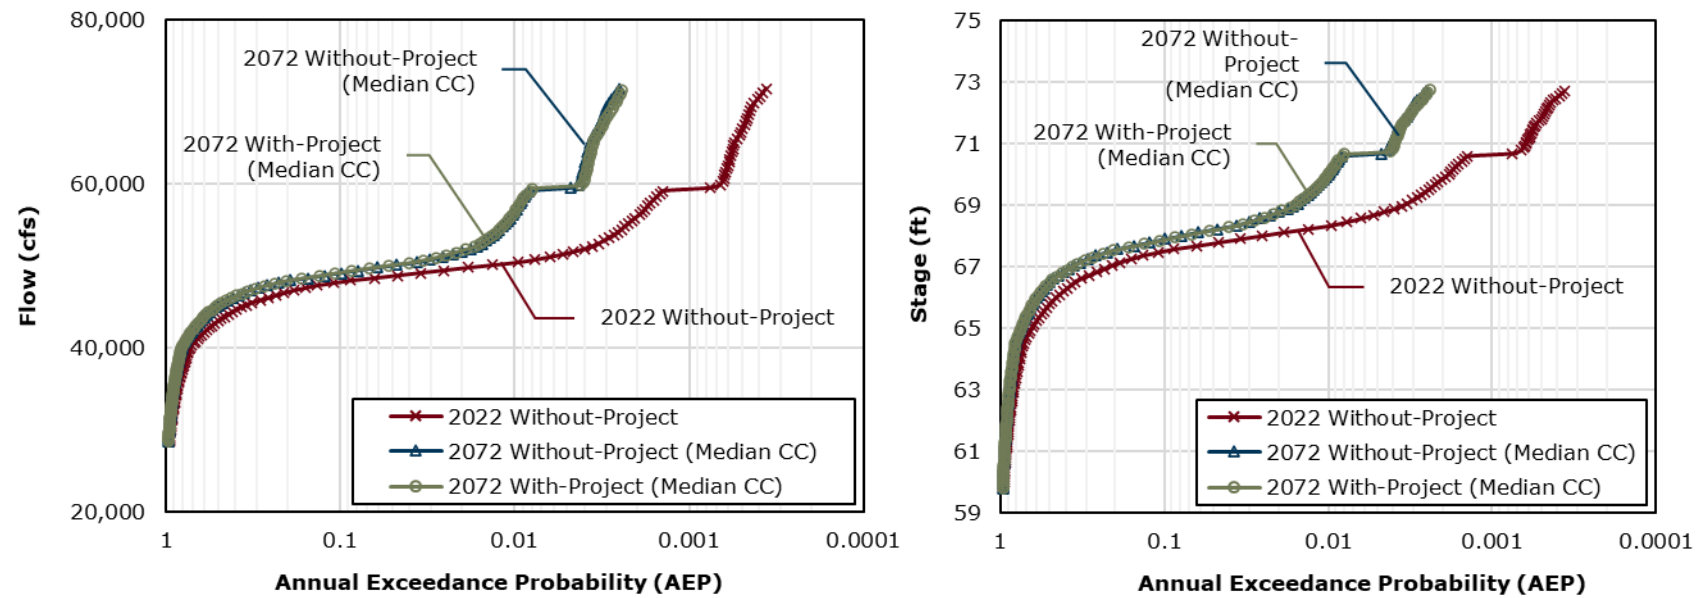 80,000
60,000
40,000
20,000
Flow (cfs)
2072 Without-Project
(Median CC)
2072 With-Project
(Median CC)
2022 Without-Project
2022 Without-Project
2072 Without-Project (Median CC)
2072 With-Project (Median CC)
1
0.1
0.01
0.001
0.0001
Annual Exceedance Probability (AEP)
75
73
71
69
67
65
63
61
59
Stage (ft)
2072 Without-
Project
(Median CC)
2072 With-Project
(Median CC)
2022 Without-Project
2022 Without-Project
2072 Without-Project (Median CC)
2072 With-Project (Median CC)
1
0.1
0.01
0.001
0.0001
Annual Exceedance Probability (AEP)